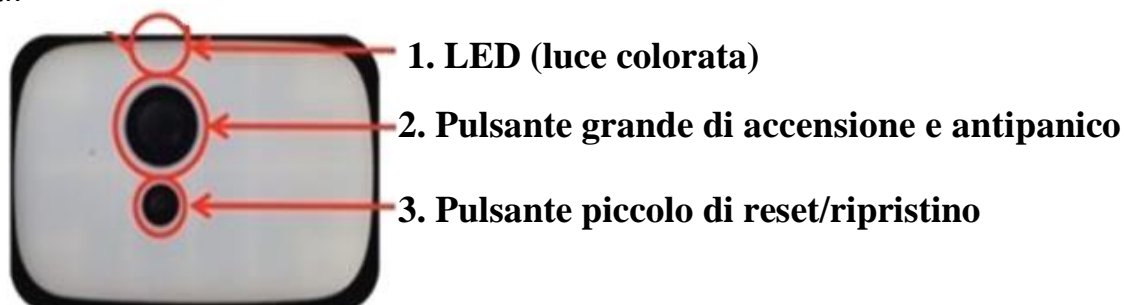 1. LED (luce colorata)
2. Pulsante grande di accensione e antipanico
3. Pulsante piccolo di reset/ripristino